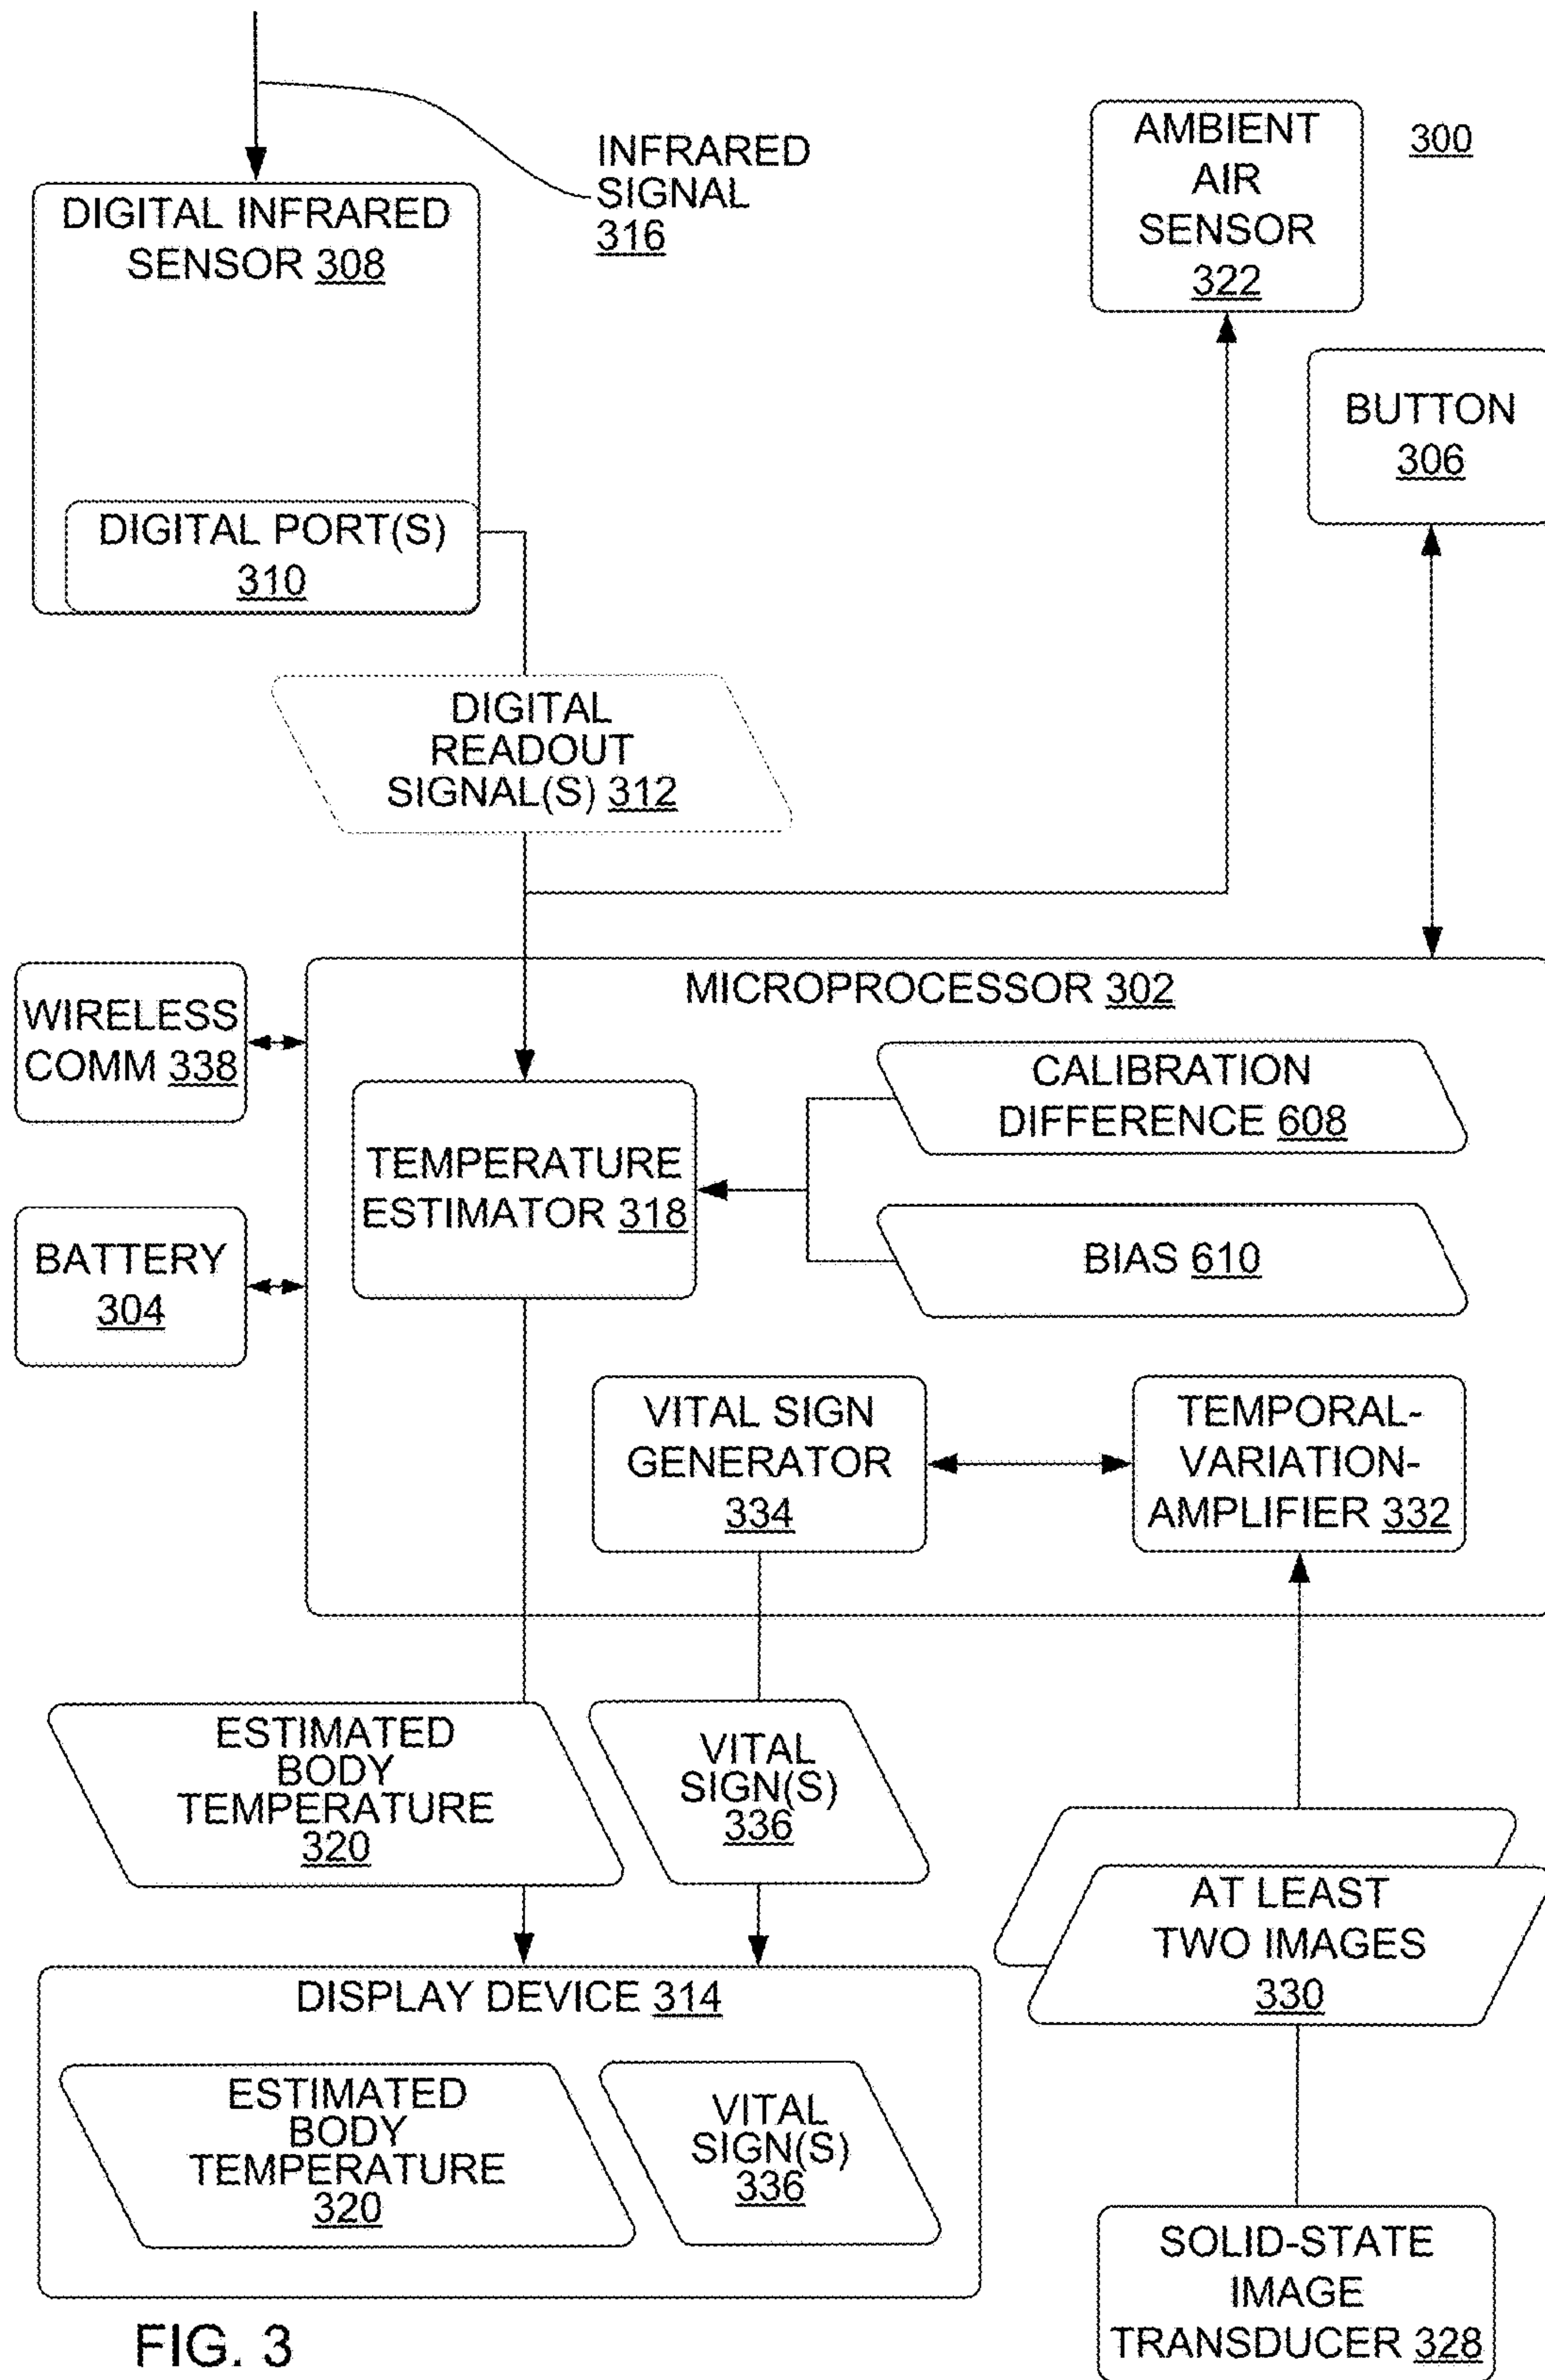 INFRARED
SIGNAL
316
AMBIENT
AIR
SENSOR
322
300
DIGITAL INFRARED
SENSOR 308
BUTTON
306
DIGITAL PORT(S)
310
DIGITAL
READOUT
SIGNAL(S) 312
MICROPROCESSOR 302
WIRELESS
COMM 338
CALIBRATION
DIFFERENCE 608
TEMPERATURE
ESTIMATOR 318
BATTERY
304
BIAS 610
VITAL SIGN
GENERATOR
334
TEMPORAL-
VARIATION-
AMPLIFIER 332
ESTIMATED
BODY
TEMPERATURE
320
VITAL
SIGN(S)
336
AT LEAST
TWO IMAGES
330
DISPLAY DEVICE 314
ESTIMATED
BODY
TEMPERATURE
320
VITAL
SIGN(S)
336
SOLID-STATE
IMAGE
TRANSDUCER 328
FIG. 3